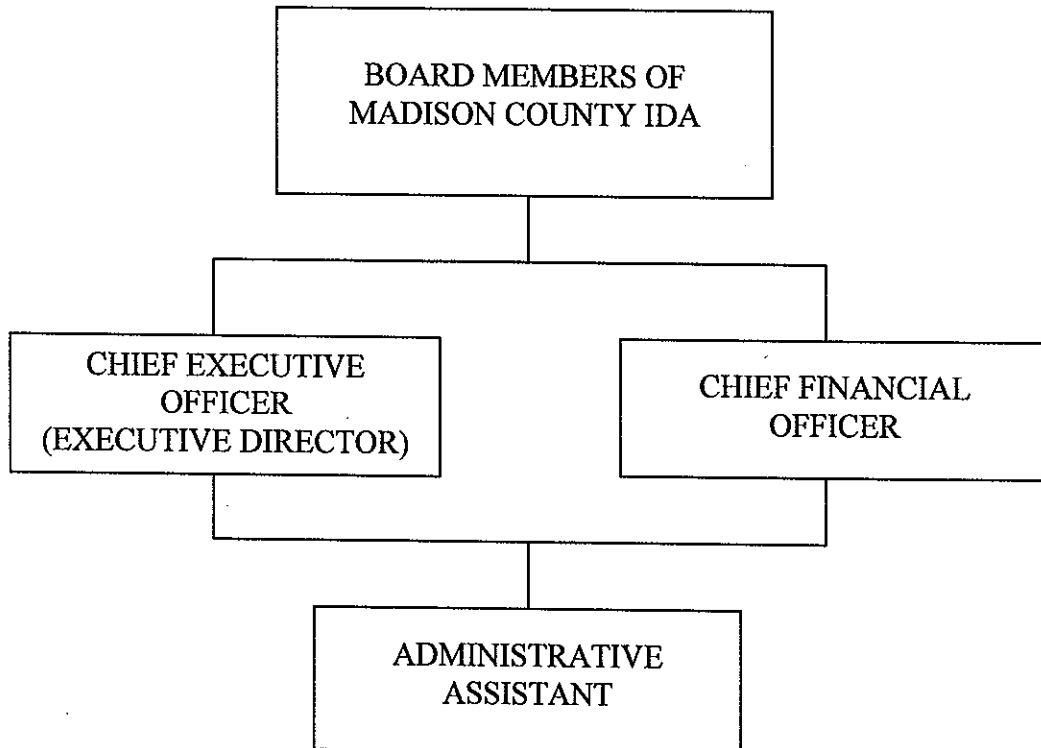 BOARD MEMBERS OF
MADISON COUNTY IDA
CHIEF EXECUTIVE
OFFICER
(EXECUTIVE DIRECTOR)
CHIEF FINANCIAL
OFFICER
ADMINISTRATIVE
ASSISTANT